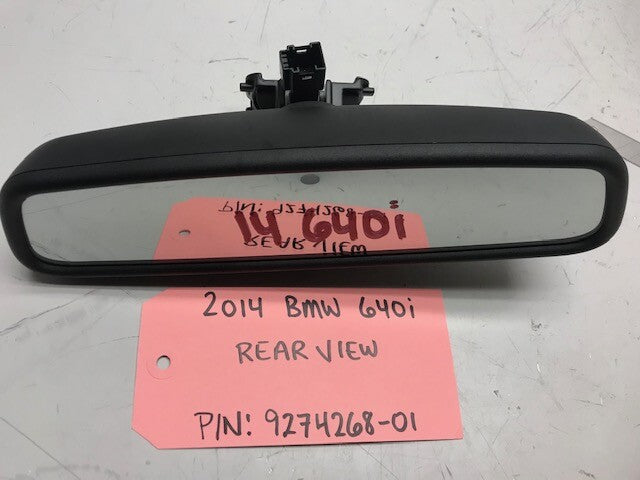 14 640i
2014 BMW 640i
REAR VIEW
P/N: 9274268-01